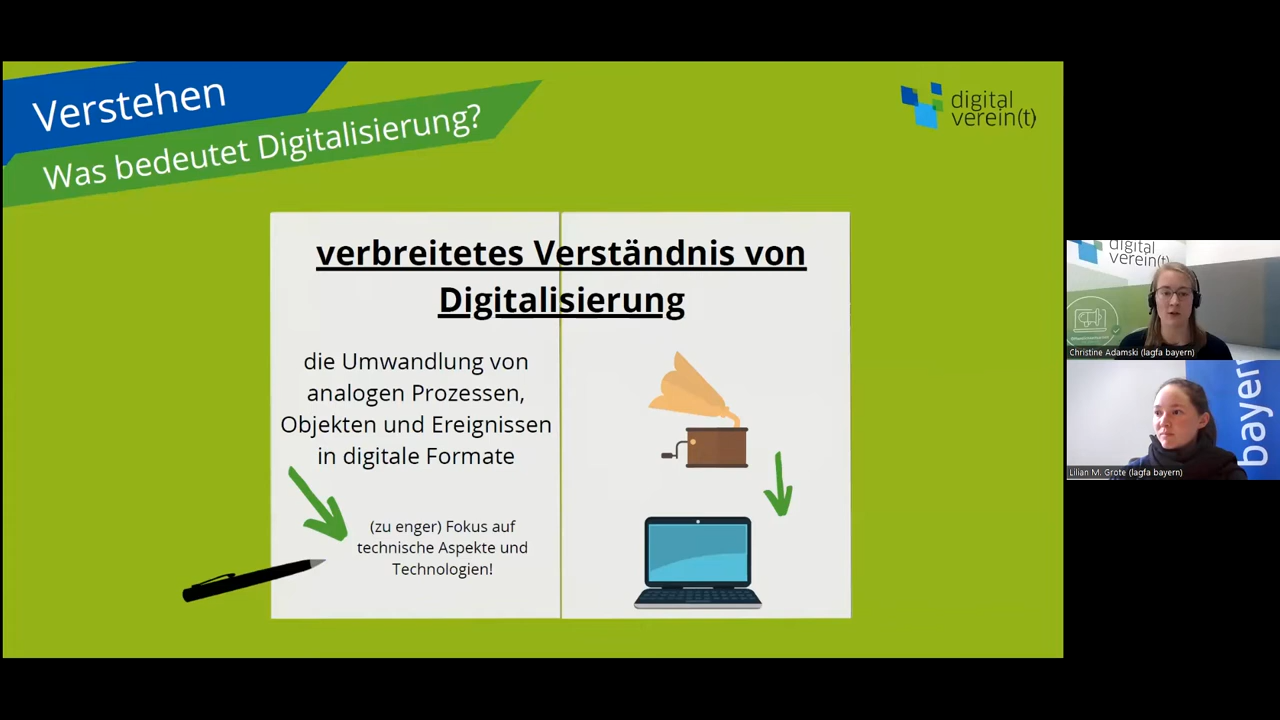 Verstehen
Was bedeutet Digitalisierung?
digital
verein(t)
verbreitetes Verständnis von
Digitalisierung
die Umwandlung von
analogen Prozessen,
Objekten und Ereignissen
in digitale Formate
(zu enger) Fokus auf
technische Aspekte und
Technologien!
digital
verein(t)
Christine Adamski (lagfa bayern)
bayern
Lilian M. Grote (lagfa bayern)